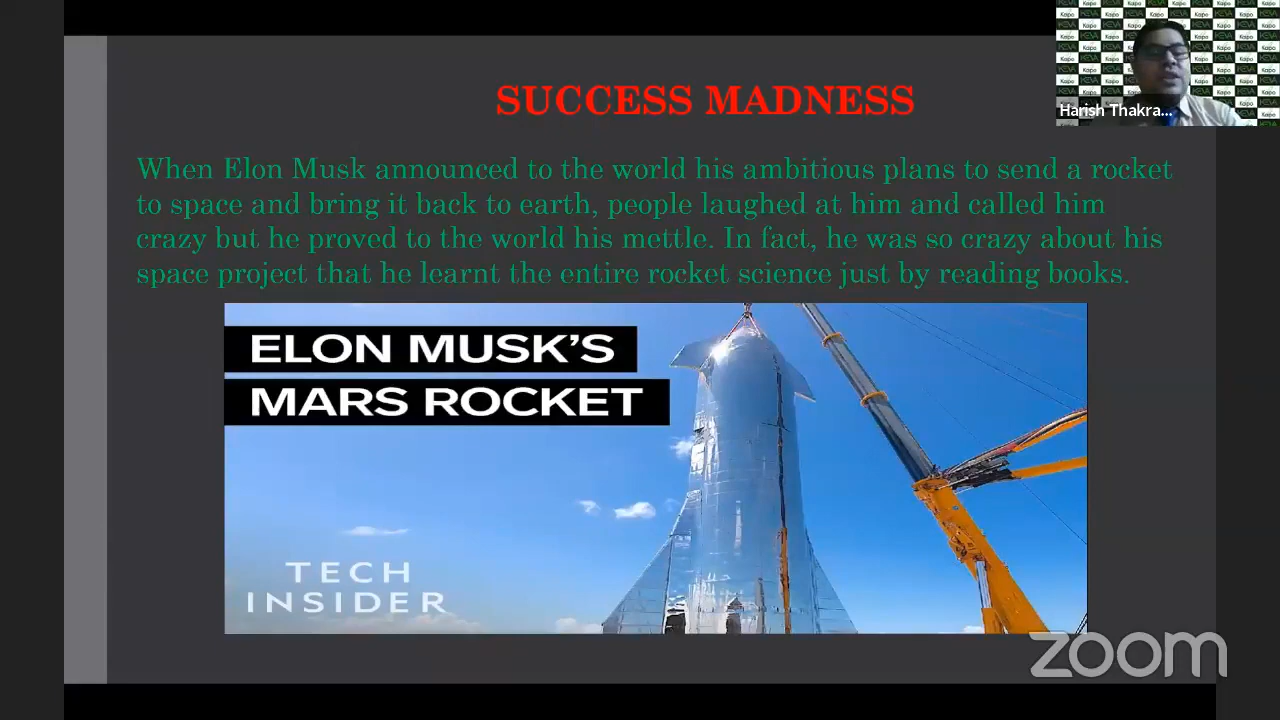 SUCCESS MADNESS
When Elon Musk announced to the world his ambitious plans to send a rocket
to space and bring it back to earth, people laughed at him and called him
crazy but he proved to the world his mettle. In fact, he was so crazy about his
space project that he learnt the entire rocket science just by reading books.
ELON MUSK'S
MARS ROCKET
TECH
INSIDER
Harish Thakra...
zoom